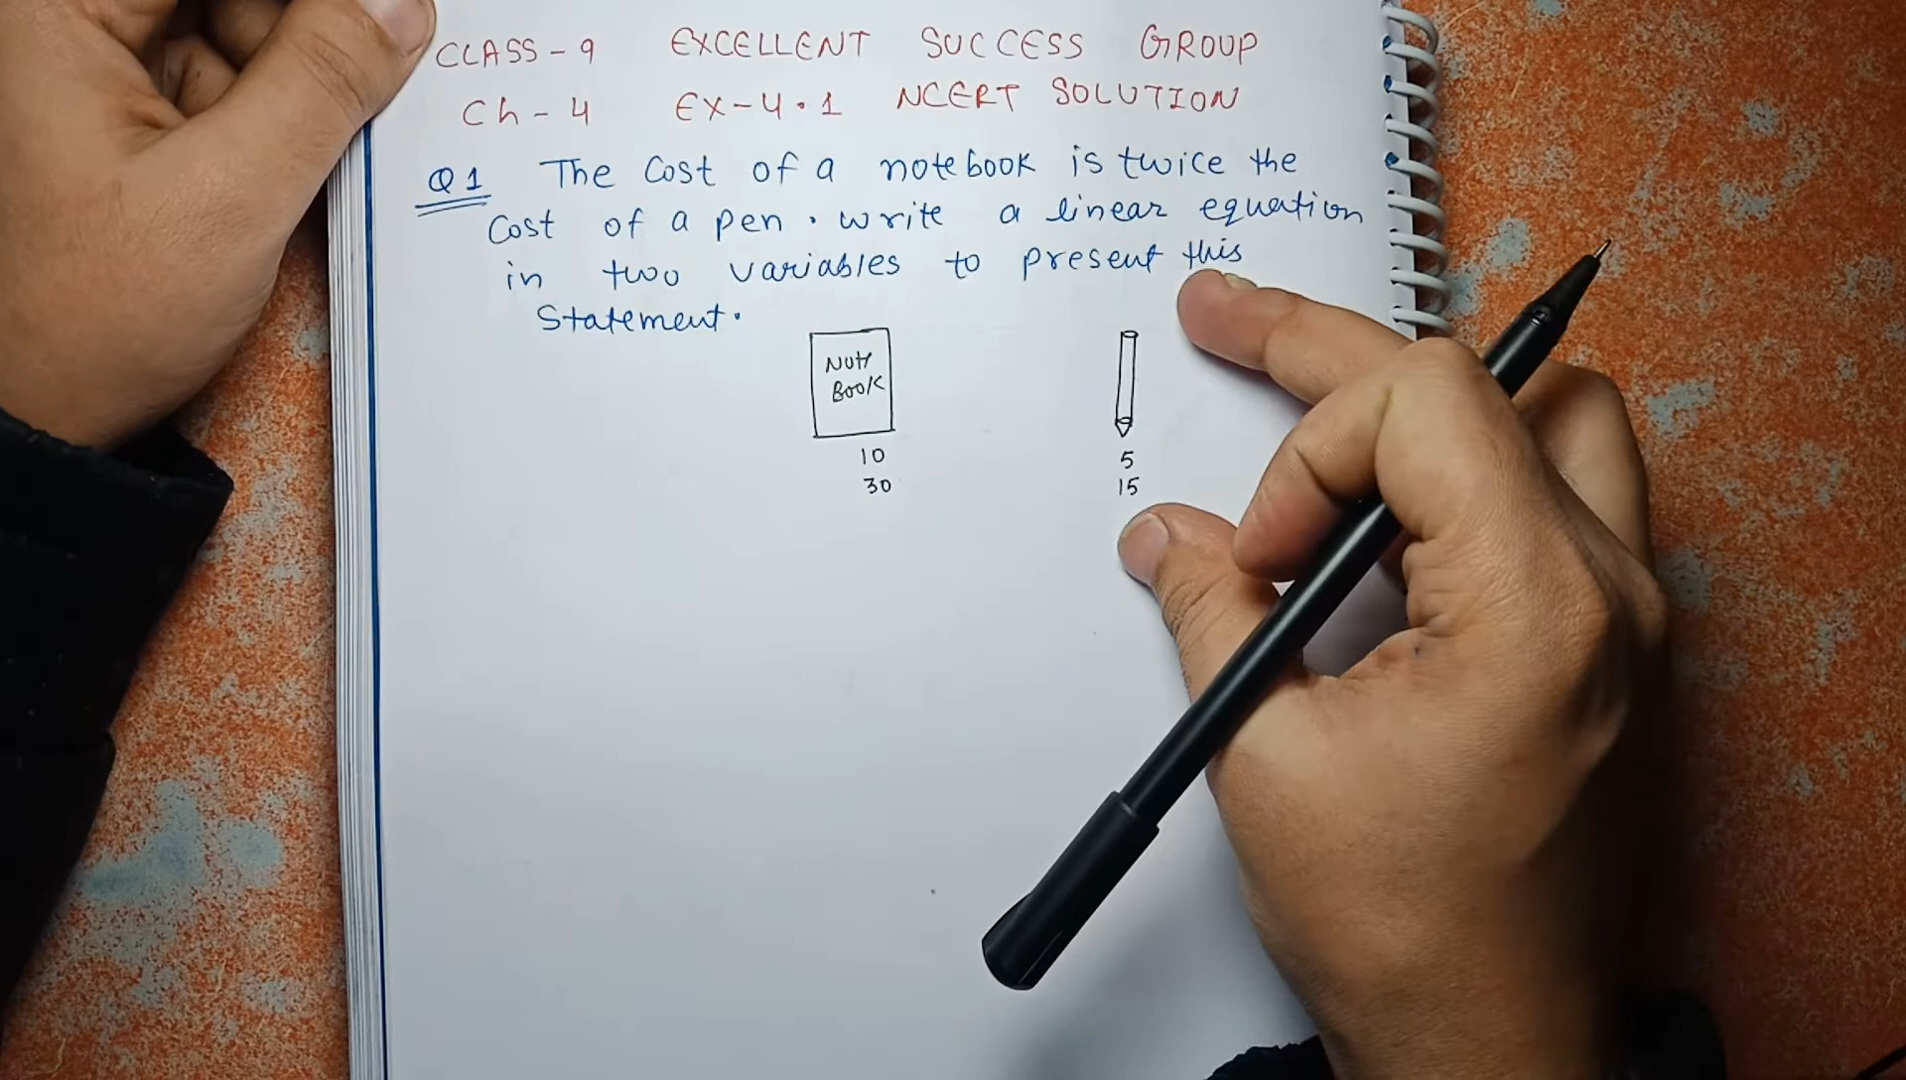 CLASS-9 EXCELLENT SUCCESS GROUP
Ch-4 EX-4.1 NCERT SOLUTION
Q1 The Cost of a notebook is twice the
Cost of a pen. write a linear equation
in two variables to present this
Statement.
Note
Book
10 5
30 15